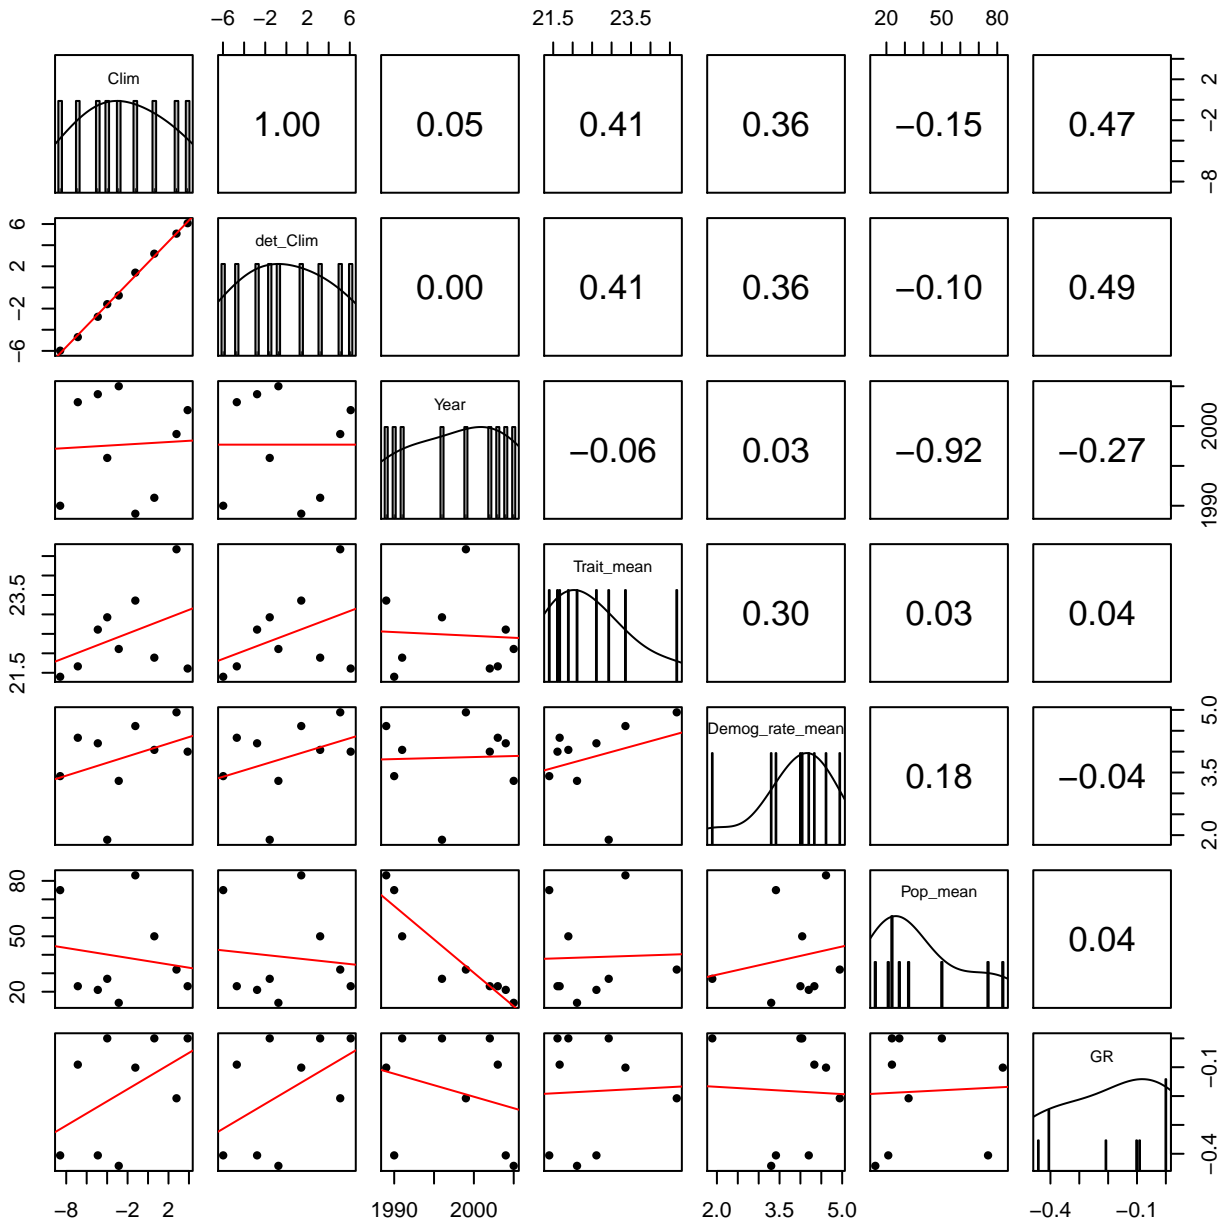 −6 −2 2 6 21.5 23.5 20 50 80
Clim 1.00 0.05 0.41 0.36 −0.15 0.47 −8 −2 2
−6 −2 2 6 det_Clim 0.00 0.41 0.36 −0.10 0.49
Year −0.06 0.03 −0.92 −0.27 1990 2000
21.5 23.5 Trait_mean 0.30 0.03 0.04
Demog_rate_mean 0.18 −0.04 2.0 3.5 5.0
20 50 80 Pop_mean 0.04
GR −0.4 −0.1
−8 −2 2 1990 2000 2.0 3.5 5.0 −0.4 −0.1